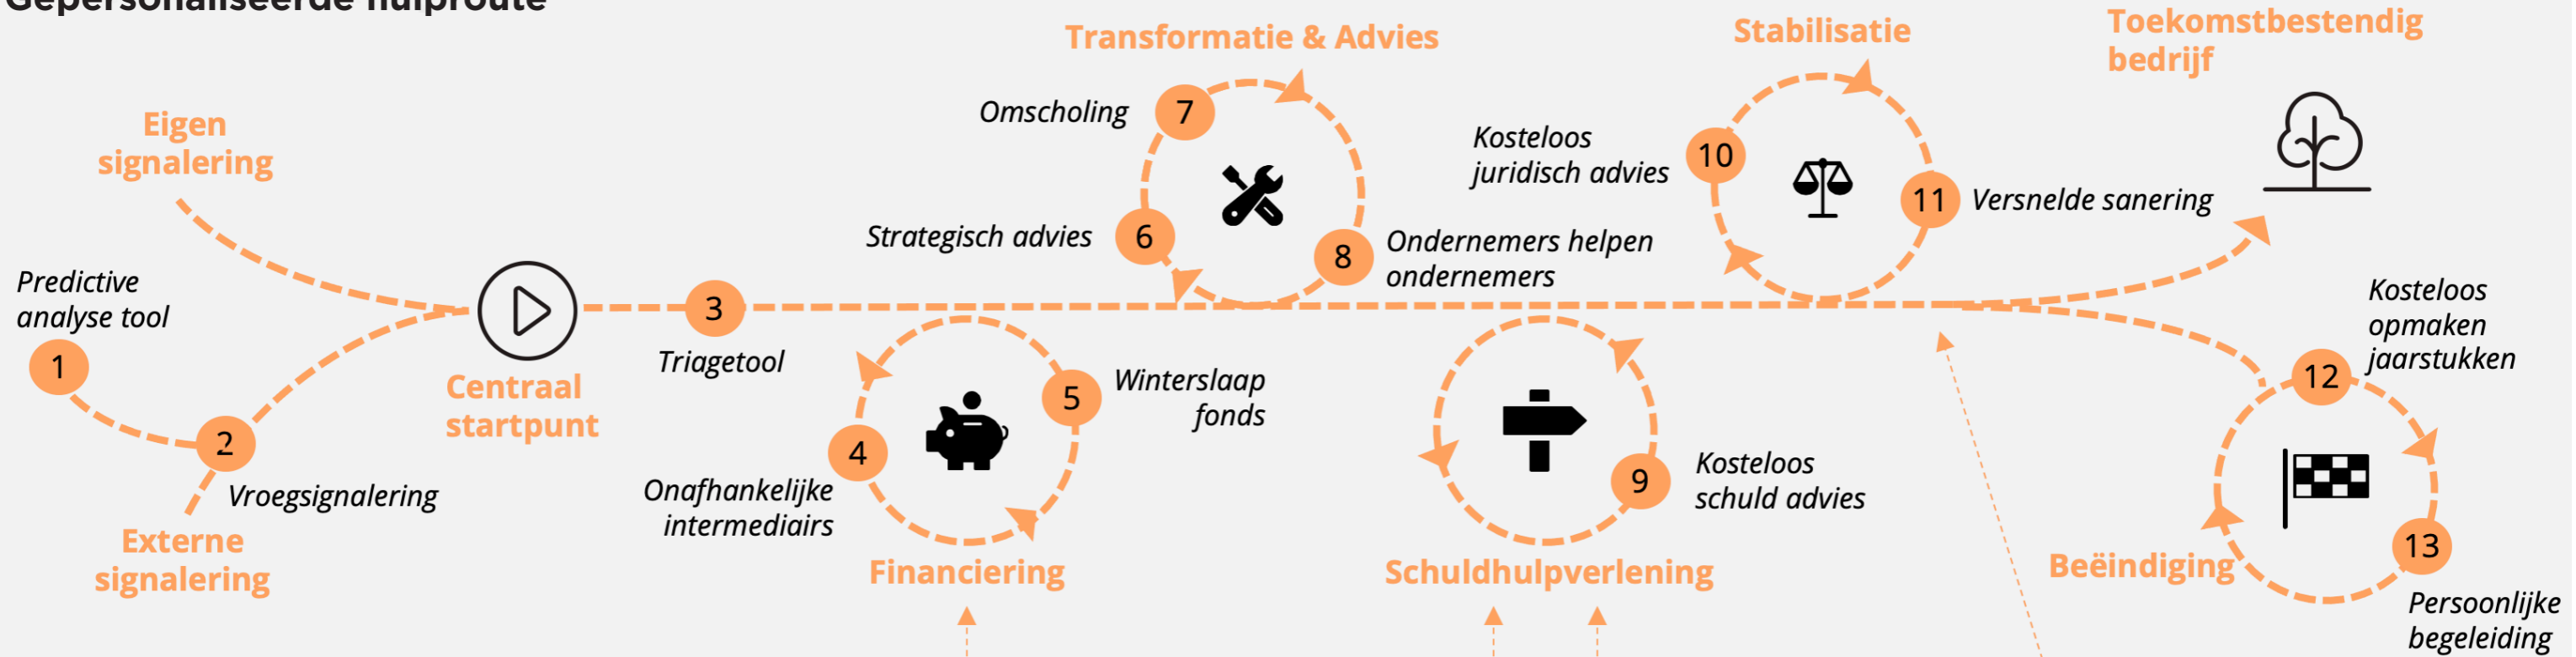 Gepersonaliseerde hulproute
Eigen
signalering
Predictive
analyse tool
1
2
Vroegsignalering
Externe
signalering
Centraal
startpunt
3
Triagetool
Transformatie & Advies
Omscholing
7
Strategisch advies
6
8
Ondernemers helpen
ondernemers
4
Onafhankelijke
intermediairs
5
Winterslaap
fonds
Financiering
Stabilisatie
Kosteloos
juridisch advies
10
11
Versnelde sanering
9
Kosteloos
schuld advies
Schuldhulpverlening
Toekomstbestendig
bedrijf
Kosteloos
opmaken
jaarstukken
12
13
Beëindiging
Persoonlijke
begeleiding